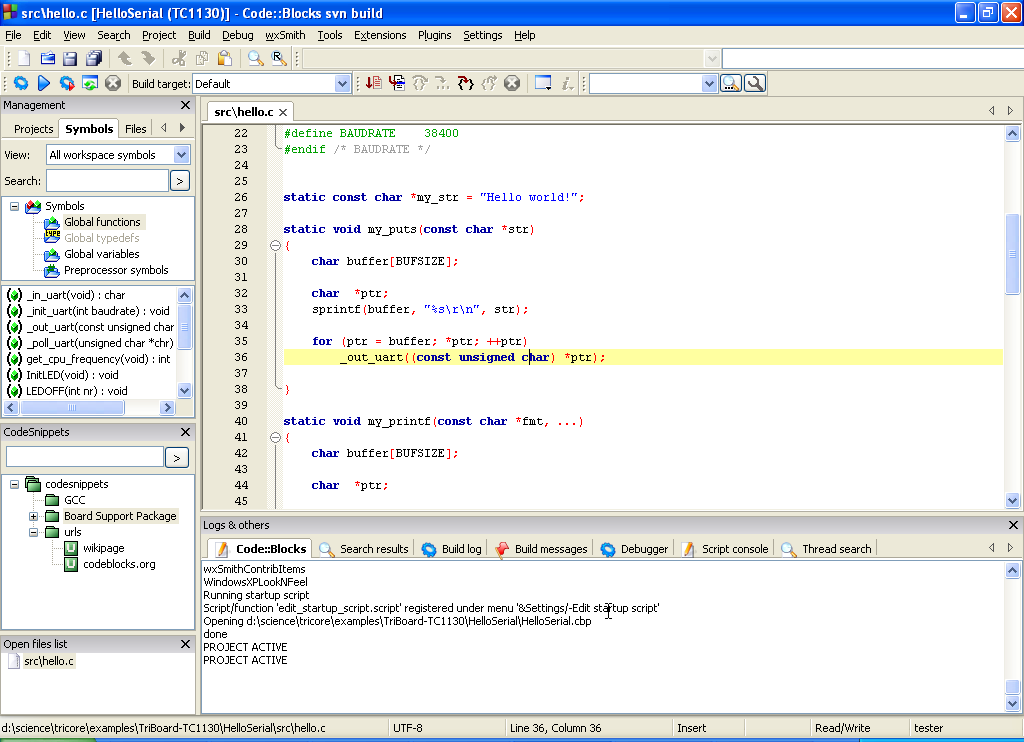 src\hello.c [HelloSerial (TC1130)] - Code::Blocks svn build
File Edit View Search Project Build Debug wxSmith Tools Extensions Plugins Settings Help
Build target: Default
Management
Projects Symbols Files
View: All workspace symbols
Search: >
Symbols
Global functions
Global typedefs
Global variables
Preprocessor symbols
_in_uart(void) : char
_init_uart(int baudrate) : void
_out_uart(const unsigned char
_poll_uart(unsigned char *chr)
get_cpu_frequency(void) : int
InitLED(void) : void
LEDOFF(int nr) : void
CodeSnippets
>
codesnippets
GCC
Board Support Package
urls
wikipage
codeblocks.org
Open files list
src\hello.c
src\hello.c
22 #define BAUDRATE    38400
23 #endif /* BAUDRATE */
24
25
26 static const char *my_str = "Hello world!";
27
28 static void my_puts(const char *str)
29 {
30     char buffer[BUFSIZE];
31
32     char  *ptr;
33     sprintf(buffer, "%s\r\n", str);
34
35     for (ptr = buffer; *ptr; ++ptr)
36         _out_uart((const unsigned char) *ptr);
37
38 }
39
40 static void my_printf(const char *fmt, ...)
41 {
42     char buffer[BUFSIZE];
43
44     char  *ptr;
45
Logs & others
Code::Blocks Search results Build log Build messages Debugger Script console Thread search
wxSmithContribItems
WindowsXPLookNFeel
Running startup script
Script/function 'edit_startup_script.script' registered under menu '&Settings/-Edit startup script'
Opening d:\science\tricore\examples\TriBoard-TC1130\HelloSerial\HelloSerial.cbp
done
PROJECT ACTIVE
PROJECT ACTIVE
d:\science\tricore\examples\TriBoard-TC1130\HelloSerial\src\hello.c UTF-8 Line 36, Column 36 Insert Read/Write tester